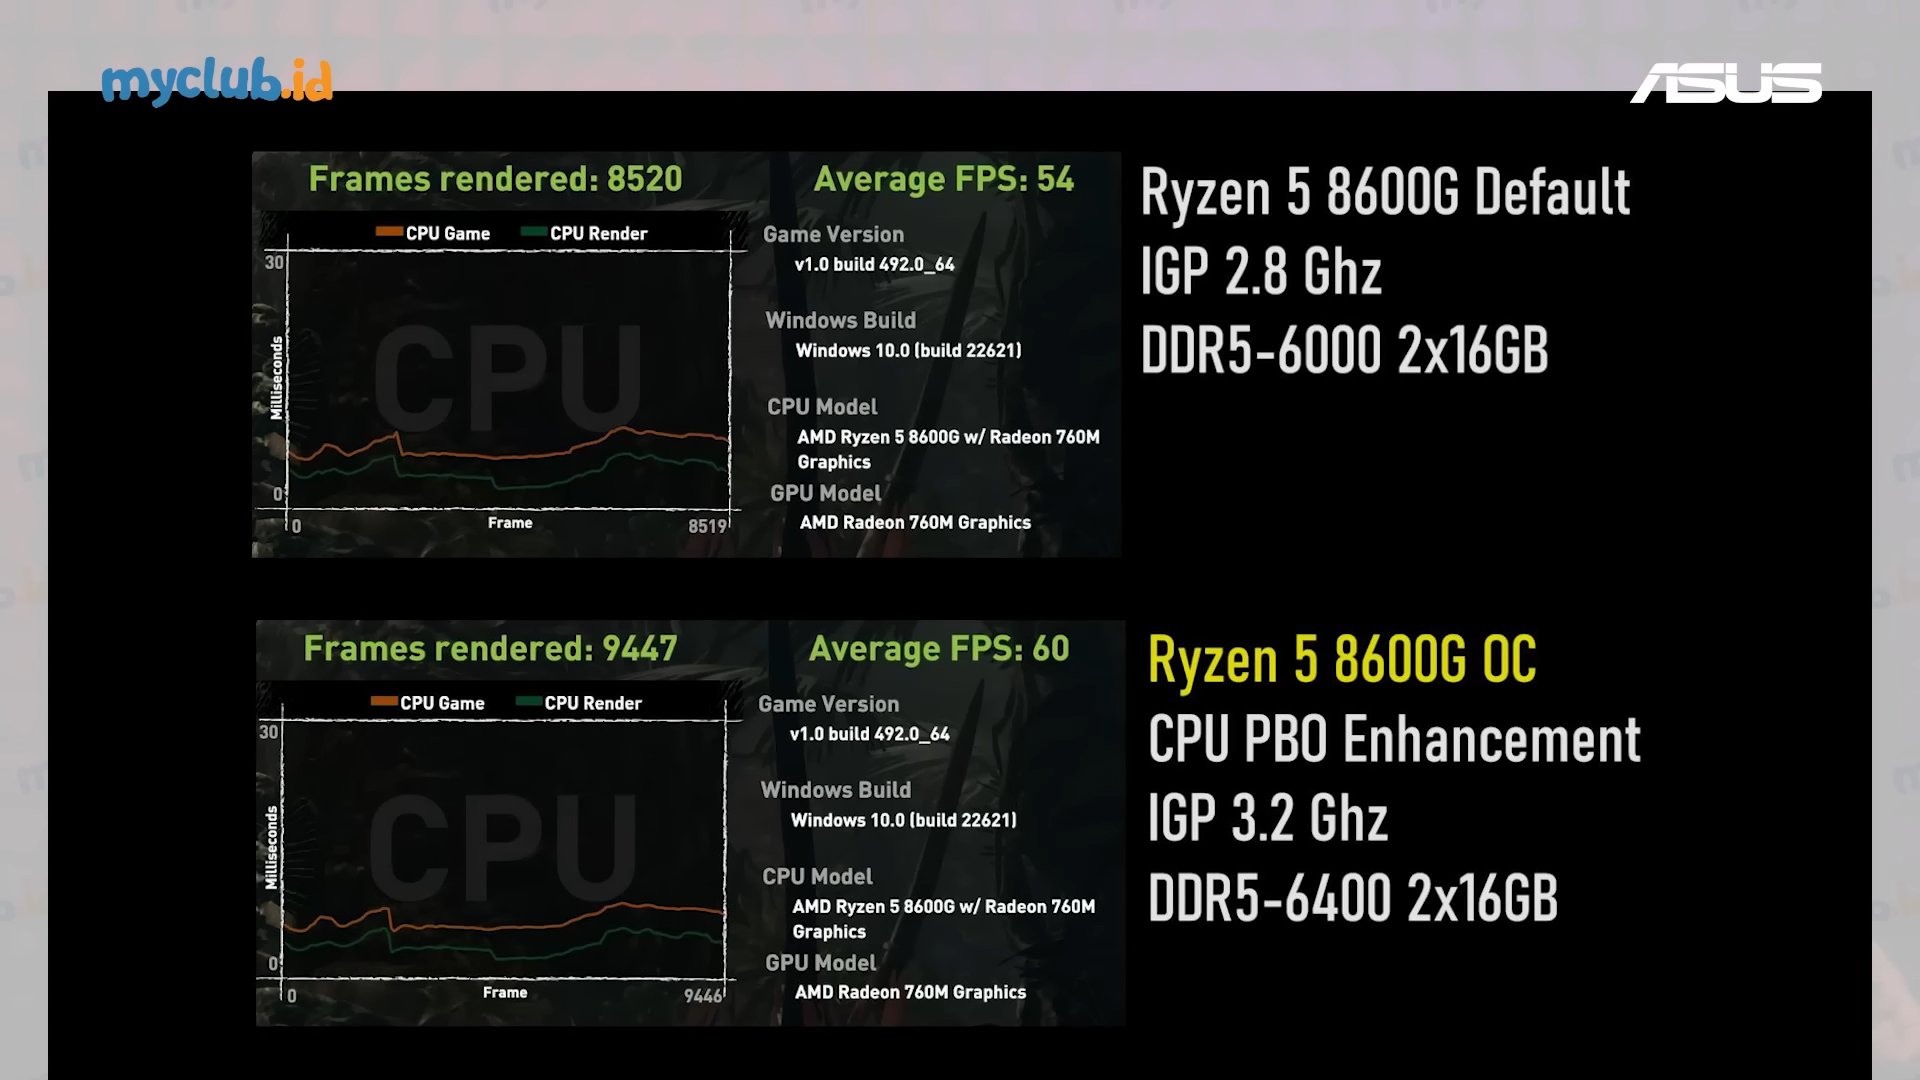 myclub.id
ASUS
Frames rendered: 8520
Average FPS: 54
CPU Game
CPU Render
30
Milliseconds
CPU
0
0
Frame
8519
Game Version
v1.0 build 492.0_64
Windows Build
Windows 10.0 (build 22621)
CPU Model
AMD Ryzen 5 8600G w/ Radeon 760M
Graphics
GPU Model
AMD Radeon 760M Graphics
Ryzen 5 8600G Default
IGP 2.8 Ghz
DDR5-6000 2x16GB
Frames rendered: 9447
Average FPS: 60
CPU Game
CPU Render
30
Milliseconds
CPU
0
0
Frame
9446
Game Version
v1.0 build 492.0_64
Windows Build
Windows 10.0 (build 22621)
CPU Model
AMD Ryzen 5 8600G w/ Radeon 760M
Graphics
GPU Model
AMD Radeon 760M Graphics
Ryzen 5 8600G OC
CPU PBO Enhancement
IGP 3.2 Ghz
DDR5-6400 2x16GB